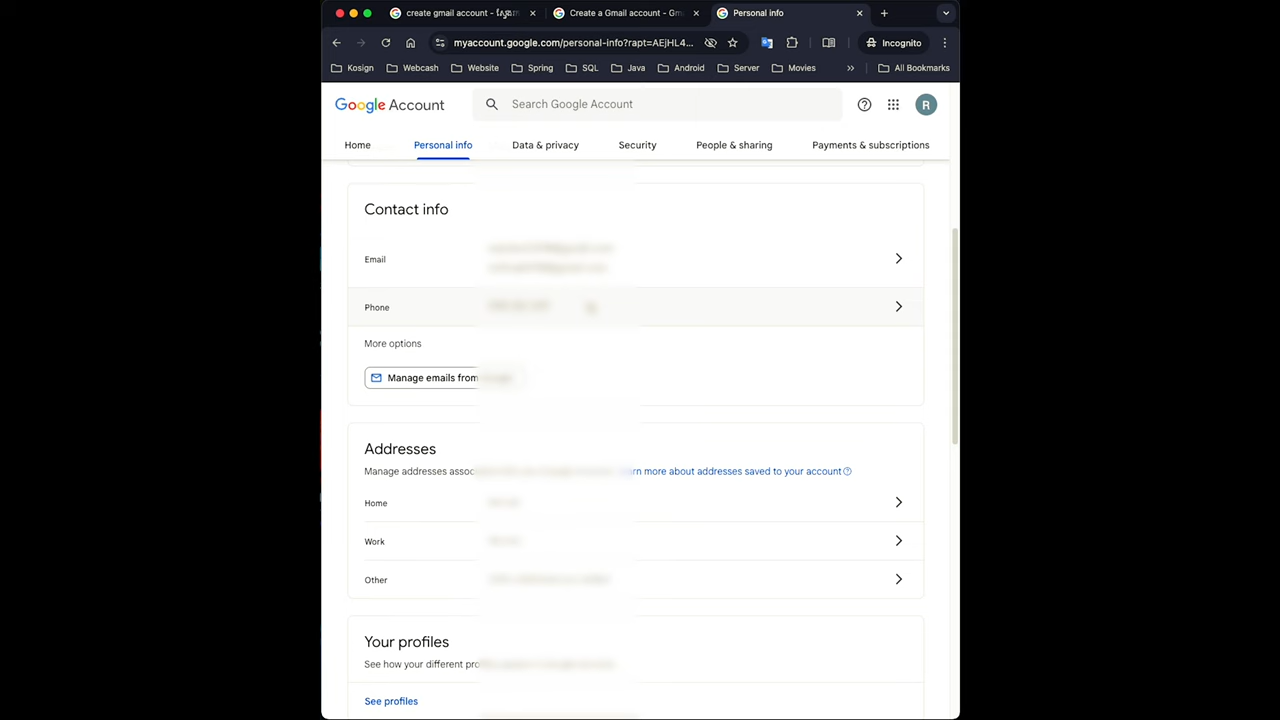 create gmail account - ស្វែ
Create a Gmail account - Gm
Personal info
myaccount.google.com/personal-info?rapt=AEjHL4...
Incognito
Kosign
Webcash
Website
Spring
SQL
Java
Android
Server
Movies
All Bookmarks
Google Account
Search Google Account
R
Home
Personal info
Data & privacy
Security
People & sharing
Payments & subscriptions
Contact info
Email
Phone
More options
Manage emails from
Addresses
Manage addresses assoc
rn more about addresses saved to your account
Home
Work
Other
Your profiles
See how your different pro
See profiles